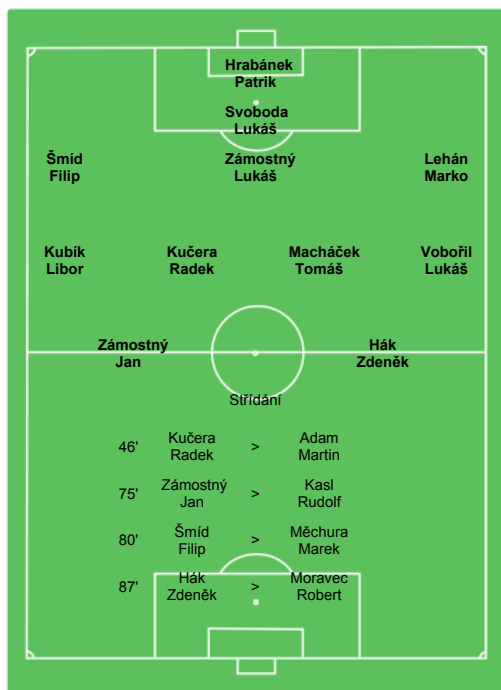 Hrabánek
Patrik
Svoboda
Lukáš
Šmíd Zámostný Lehán
Filip Lukáš Marko
Kubík Kučera Macháček Vobořil
Libor Radek Tomáš Lukáš
Zámostný Hák
Jan Zdeněk
Střídání
46' Kučera Radek > Adam Martin
75' Zámostný Jan > Kasl Rudolf
80' Šmíd Filip > Měchura Marek
87' Hák Zdeněk > Moravec Robert